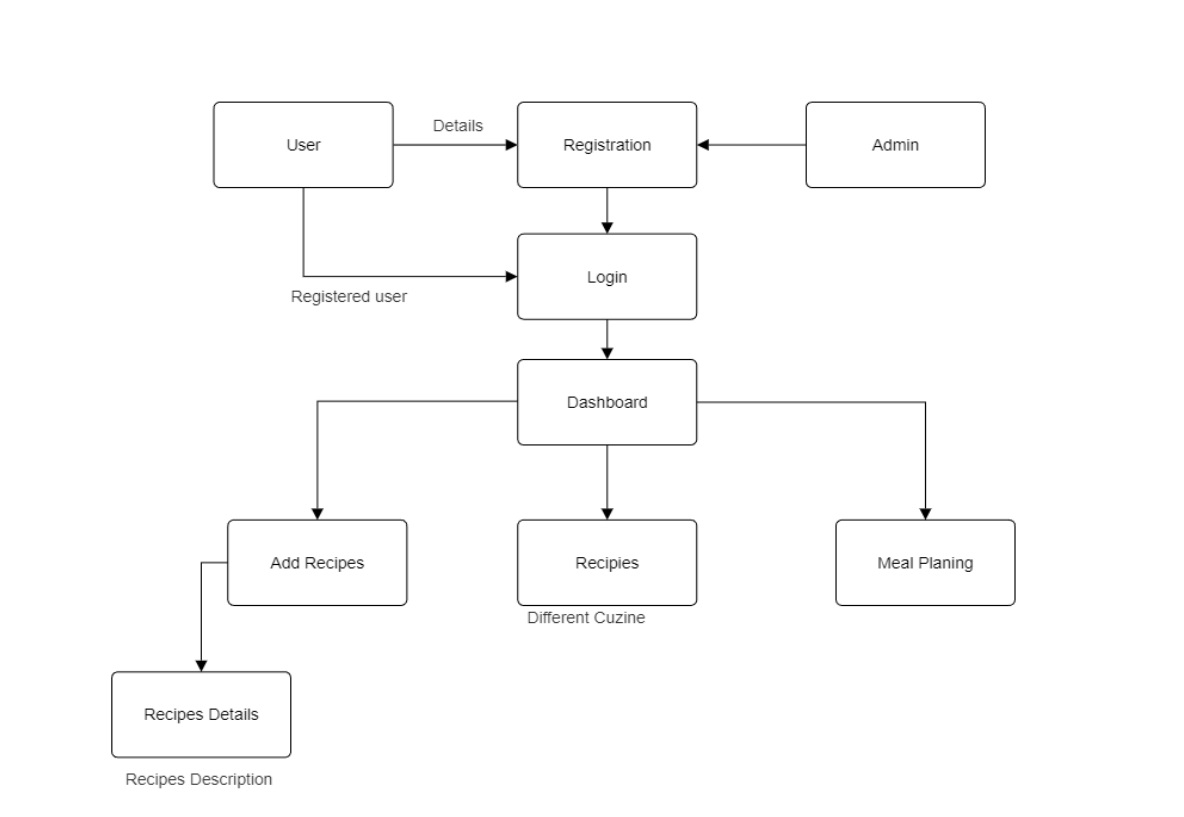 User
Details
Registration
Admin
Login
Registered user
Dashboard
Add Recipes
Recipies
Meal Planing
Different Cuzine
Recipes Details
Recipes Description